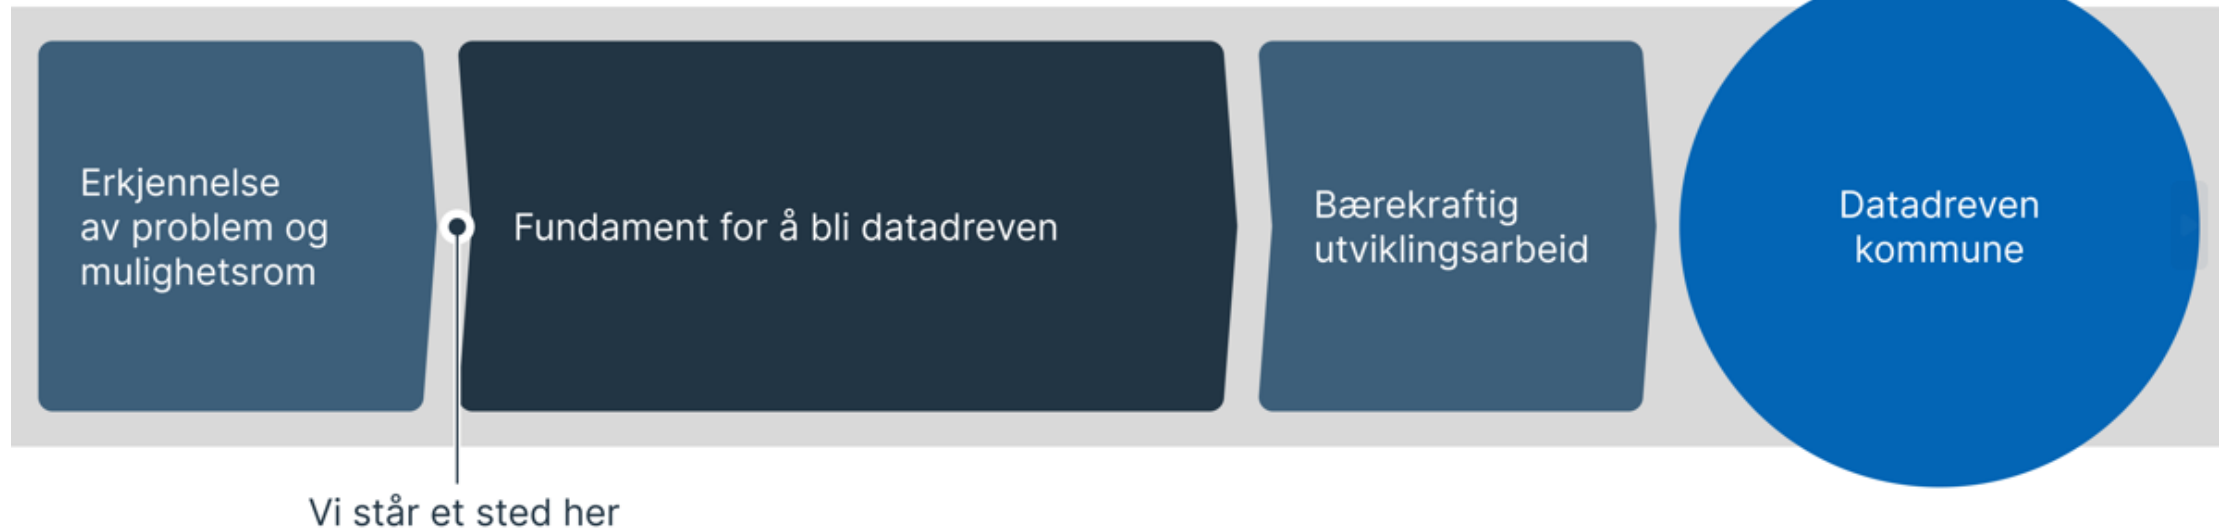 Erkjennelse
av problem og
mulighetsrom
Fundament for å bli datadreven
Bærekraftig
utviklingsarbeid
Datadreven
kommune
Vi står et sted her